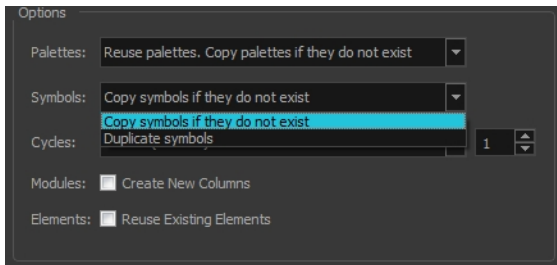 Options
Palettes: Reuse palettes. Copy palettes if they do not exist
Symbols: Copy symbols if they do not exist
Copy symbols if they do not exist
Duplicate symbols
Cycles: 1
Modules: Create New Columns
Elements: Reuse Existing Elements